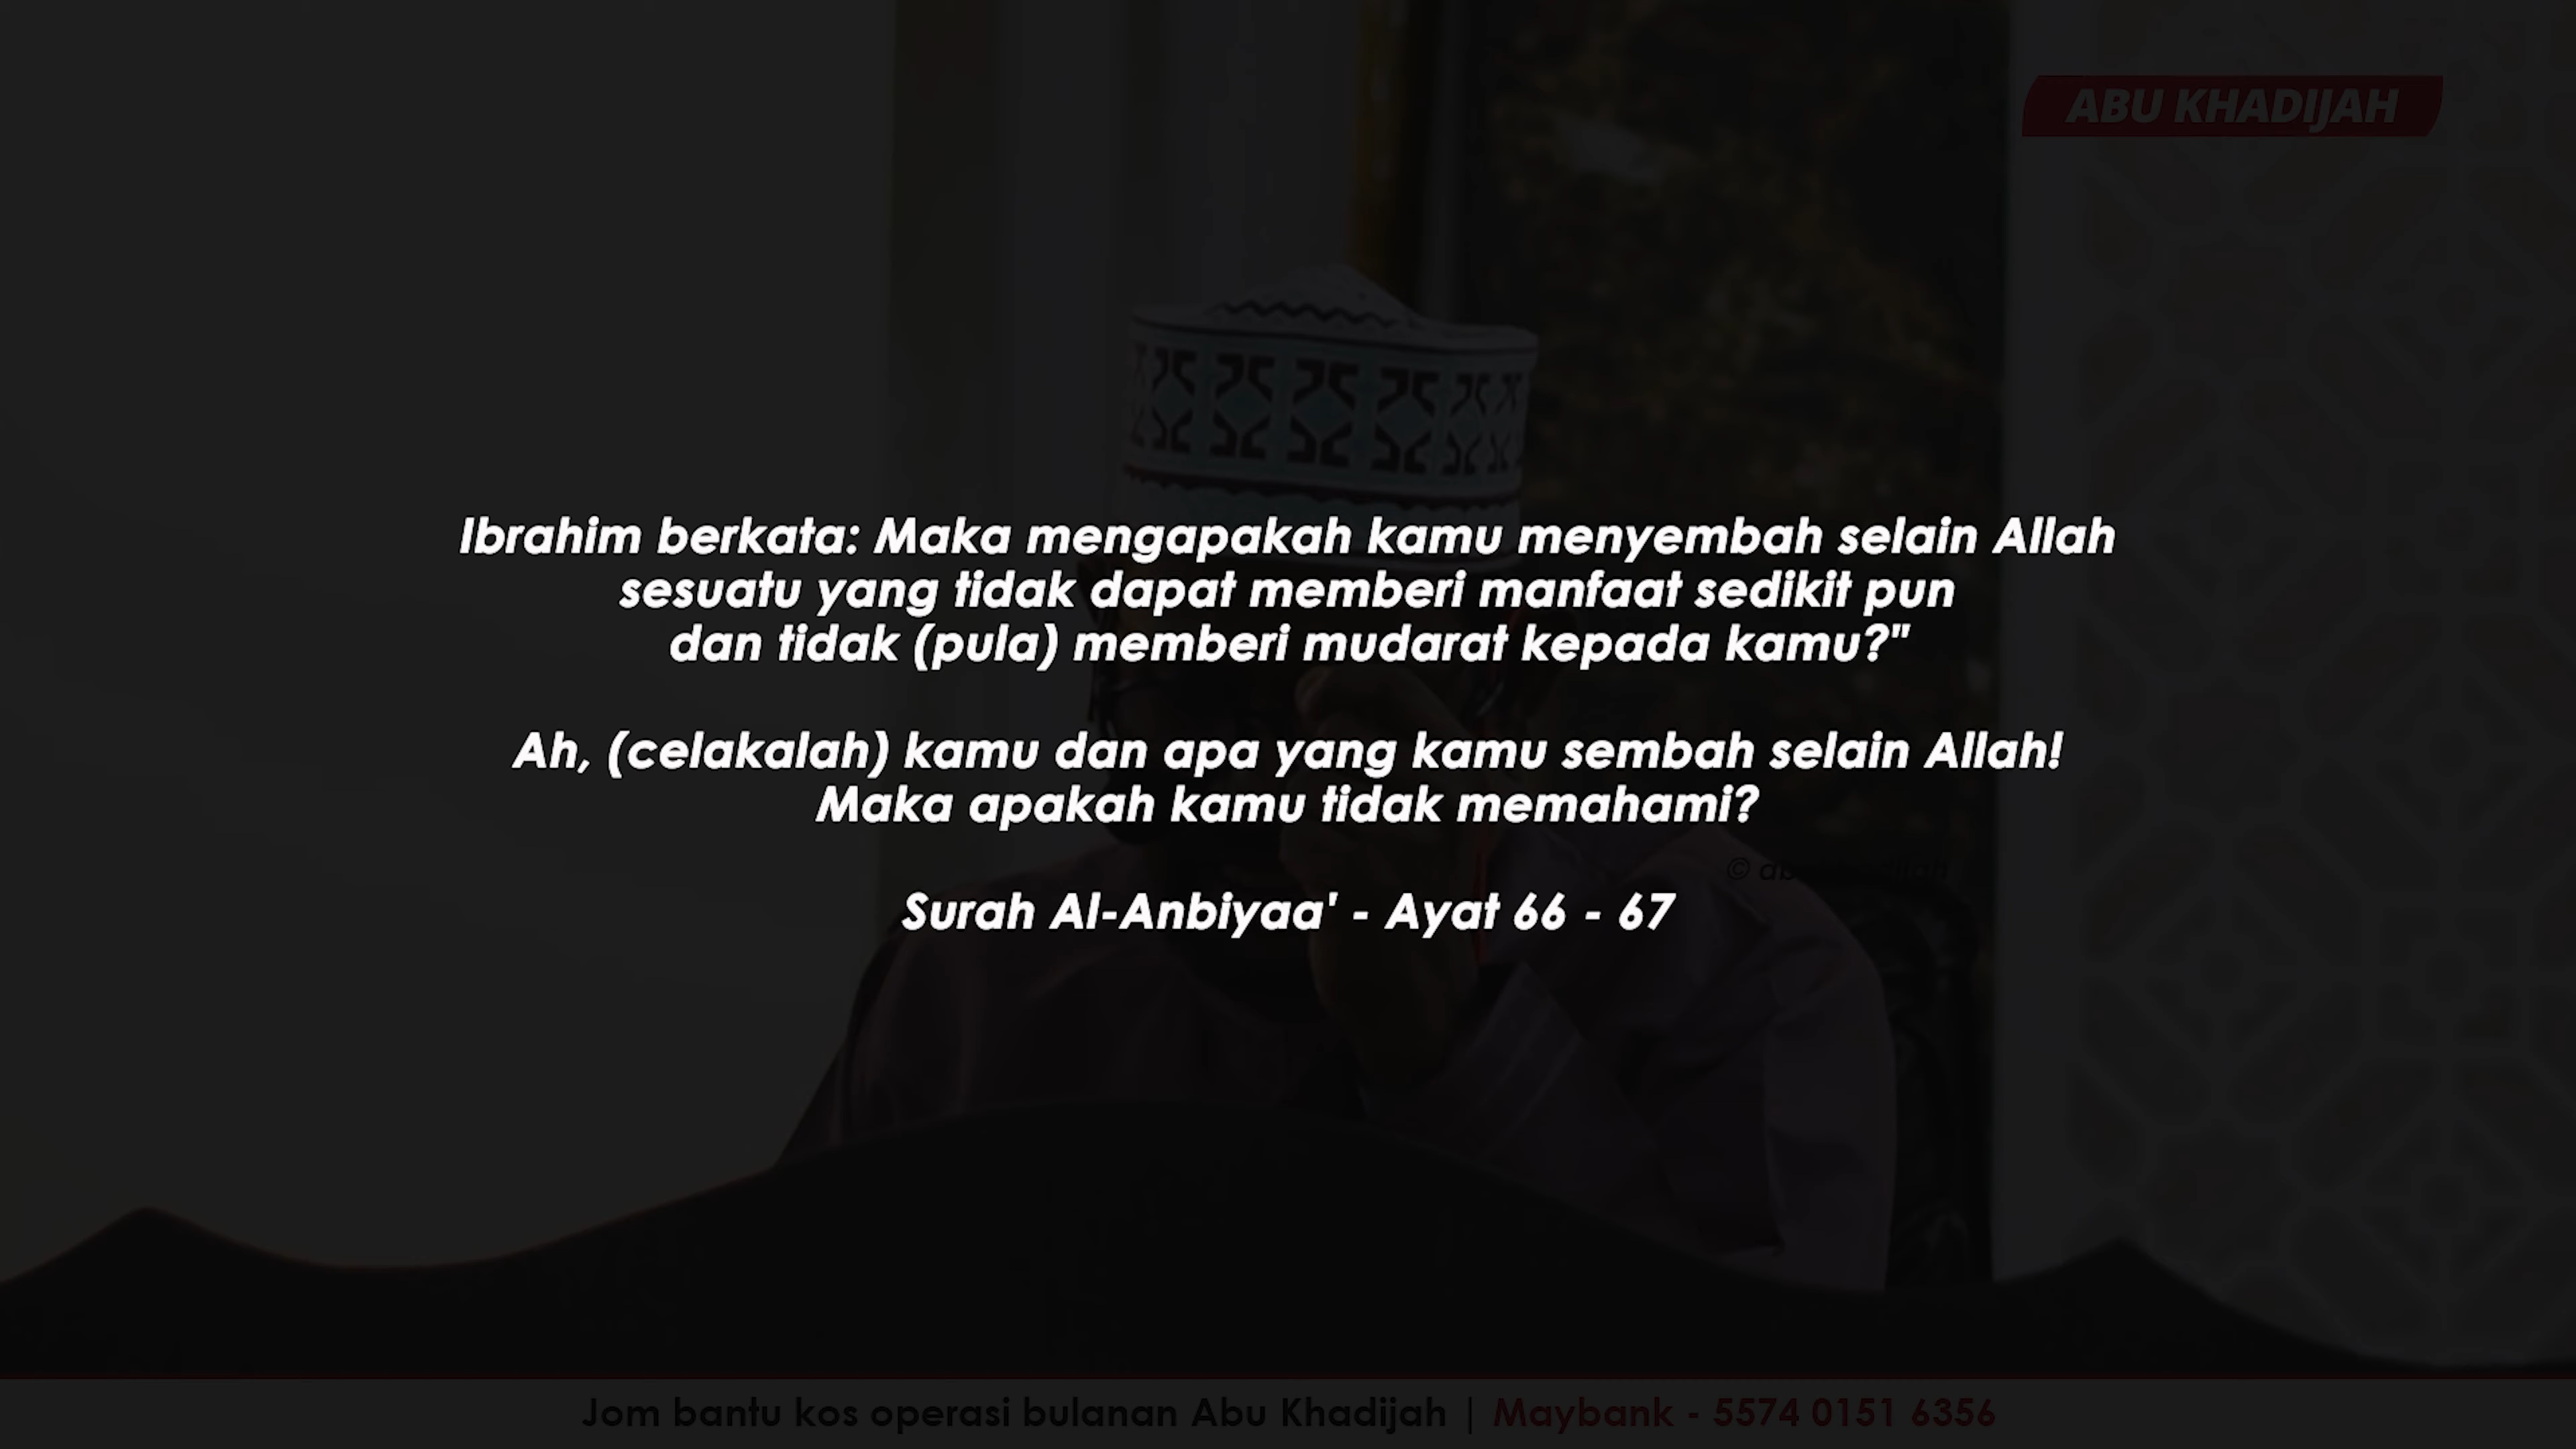 ABU KHADIJAH
Ibrahim berkata: Maka mengapakah kamu menyembah selain Allah
sesuatu yang tidak dapat memberi manfaat sedikit pun
dan tidak (pula) memberi mudarat kepada kamu?"
Ah, (celakalah) kamu dan apa yang kamu sembah selain Allah!
Maka apakah kamu tidak memahami?
Surah Al-Anbiyaa' - Ayat 66 - 67
Jom bantu kos operasi bulanan Abu Khadijah | Maybank - 5574 0151 6356